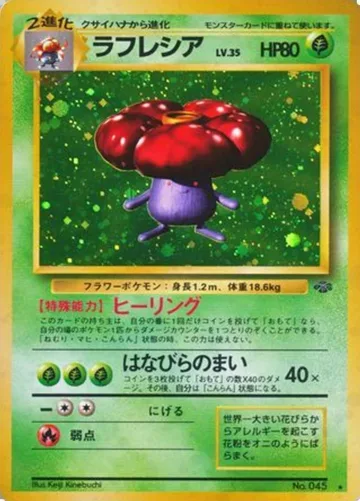 2進化 クサイハナから進化 モンスターカードに重ねて使います。
ラフレシア LV.35 HP80
フラワーポケモン：身長1.2m、体重18.6kg
【特殊能力】ヒーリング
このカードの持ち主は、自分の番に1回だけコインを投げて「おもて」なら、
自分の場のポケモン1匹からダメージカウンターを1つとりのぞくことができる。
「ねむり・マヒ・こんらん」状態の時、この力は使えない。
はなびらのまい 40×
コインを3枚投げて「おもて」の数X40のダメ
ージ。その後、自分は「こんらん」状態になる。
にげる
弱点
世界一大きい花びらか
らアレルギーを起こす
花粉をオニのようにば
らまく。
Illus. Keiji Kinebuchi No. 045